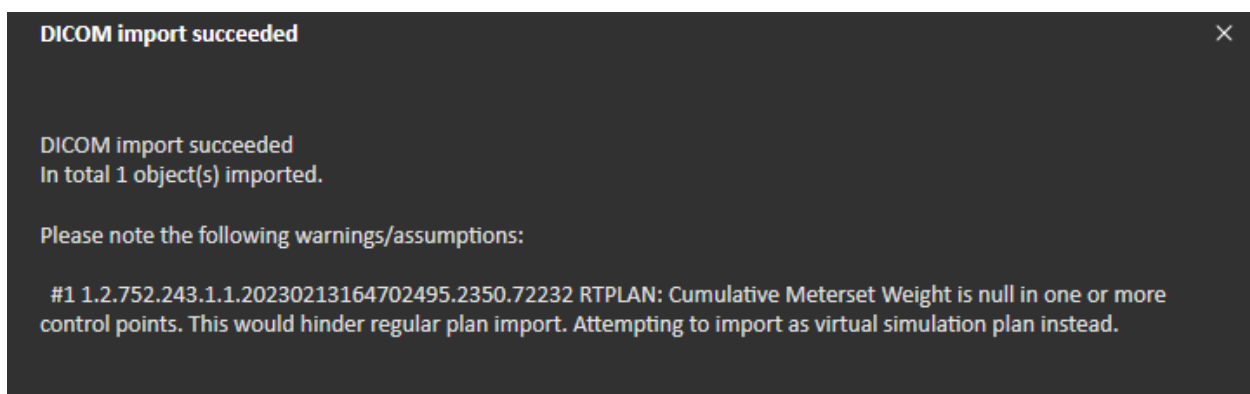 DICOM import succeeded
DICOM import succeeded
In total 1 object(s) imported.
Please note the following warnings/assumptions:
#1 1.2.752.243.1.1.20230213164702495.2350.72232 RTPLAN: Cumulative Meterset Weight is null in one or more
control points. This would hinder regular plan import. Attempting to import as virtual simulation plan instead.